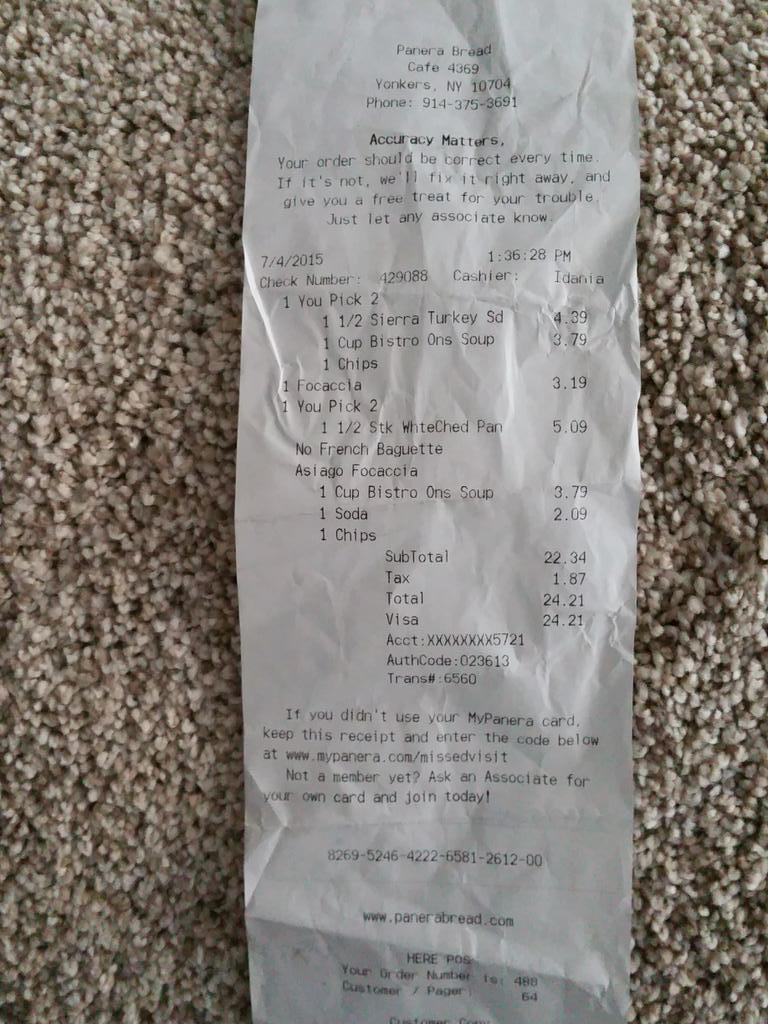 Panera Bread
Cafe 4369
Yonkers, NY 10704
Phone: 914-375-3691
Accuracy Matters,
Your order should be correct every time.
If it's not, we'll fix it right away, and
give you a free treat for your trouble.
Just let any associate know.
7/4/2015 1:36:28 PM
Check Number: 429088 Cashier: Idania
1 You Pick 2
1 1/2 Sierra Turkey Sd 4.39
1 Cup Bistro Ons Soup 3.79
1 Chips
1 Focaccia 3.19
1 You Pick 2
1 1/2 Stk WhteChed Pan 5.09
No French Baguette
Asiago Focaccia
1 Cup Bistro Ons Soup 3.79
1 Soda 2.09
1 Chips
SubTotal 22.34
Tax 1.87
Total 24.21
Visa 24.21
Acct:XXXXXXXX5721
AuthCode:023613
Trans#:6560
If you didn't use your MyPanera card,
keep this receipt and enter the code below
at www.mypanera.com/missedvisit
Not a member yet? Ask an Associate for
your own card and join today!
8269-5246-4222-6581-2612-00
www.panerabread.com
HERE POS
Your Order Number is: 488
Customer / Pager: 64
Customer Copy